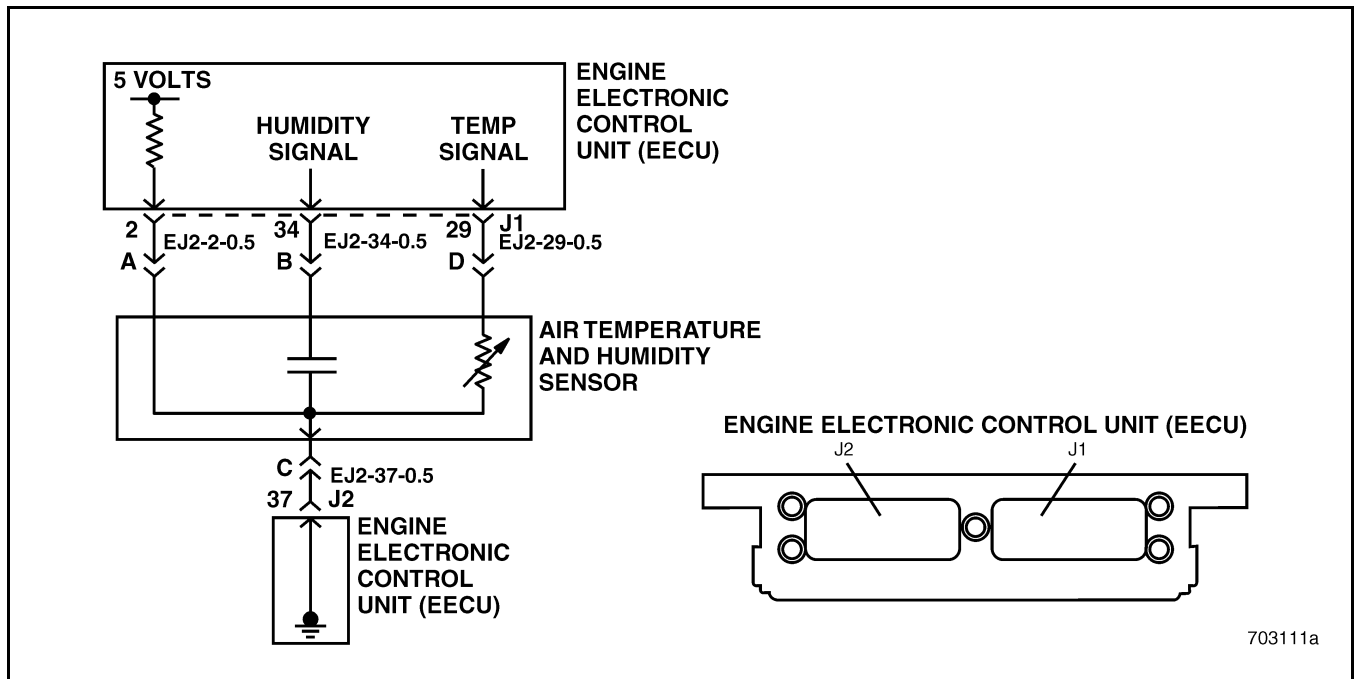 5 VOLTS
HUMIDITY
SIGNAL
TEMP
SIGNAL
ENGINE
ELECTRONIC
CONTROL
UNIT (EECU)
2
34
29
J1
EJ2-2-0.5
EJ2-34-0.5
EJ2-29-0.5
A
B
D
AIR TEMPERATURE
AND HUMIDITY
SENSOR
C
EJ2-37-0.5
37
J2
ENGINE
ELECTRONIC
CONTROL
UNIT (EECU)
ENGINE ELECTRONIC CONTROL UNIT (EECU)
J2
J1
703111a